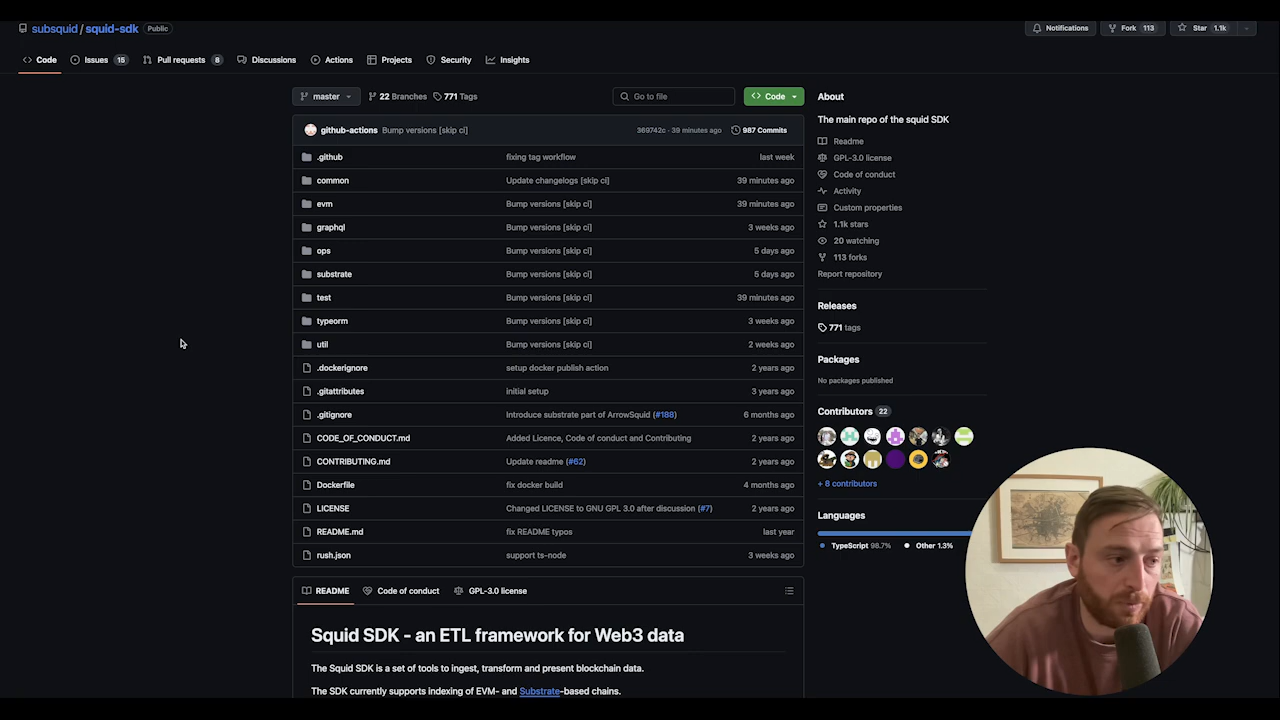 subsquid / squid-sdk Public
Notifications Fork 113 Star 1.1k
Code Issues 15 Pull requests 8 Discussions Actions Projects Security Insights
master 22 Branches 771 Tags Go to file Code
github-actions Bump versions [skip ci] 369742c · 39 minutes ago 987 Commits
.github fixing tag workflow last week
common Update changelogs [skip ci] 39 minutes ago
evm Bump versions [skip ci] 39 minutes ago
graphql Bump versions [skip ci] 3 weeks ago
ops Bump versions [skip ci] 5 days ago
substrate Bump versions [skip ci] 5 days ago
test Bump versions [skip ci] 39 minutes ago
typeorm Bump versions [skip ci] 3 weeks ago
util Bump versions [skip ci] 2 weeks ago
.dockerignore setup docker publish action 2 years ago
.gitattributes initial setup 3 years ago
.gitignore Introduce substrate part of ArrowSquid (#188) 6 months ago
CODE_OF_CONDUCT.md Added Licence, Code of conduct and Contributing 2 years ago
CONTRIBUTING.md Update readme (#62) 2 years ago
Dockerfile fix docker build 4 months ago
LICENSE Changed LICENSE to GNU GPL 3.0 after discussion (#7) 2 years ago
README.md fix README typos last year
rush.json support ts-node 3 weeks ago
README Code of conduct GPL-3.0 license
Squid SDK - an ETL framework for Web3 data
The Squid SDK is a set of tools to ingest, transform and present blockchain data.
The SDK currently supports indexing of EVM- and Substrate-based chains.
About
The main repo of the squid SDK
Readme
GPL-3.0 license
Code of conduct
Activity
Custom properties
1.1k stars
20 watching
113 forks
Report repository
Releases
771 tags
Packages
No packages published
Contributors 22
+ 8 contributors
Languages
TypeScript 98.7% Other 1.3%